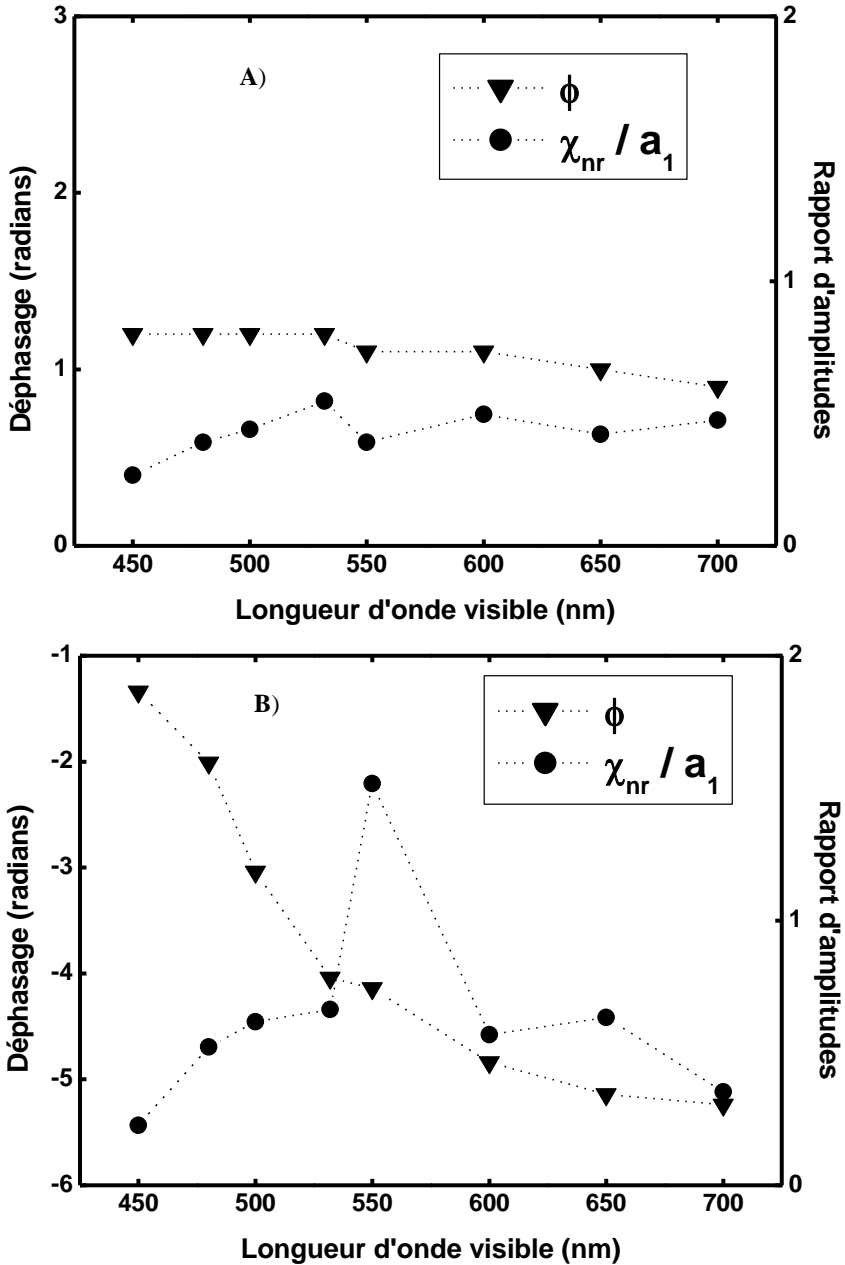 3
2
1
0
Déphasage (radians)
A)
ϕ
χnr / a1
2
1
0
Rapport d'amplitudes
450 500 550 600 650 700
Longueur d'onde visible (nm)
-1
-2
-3
-4
-5
-6
Déphasage (radians)
B)
ϕ
χnr / a1
2
1
0
Rapport d'amplitudes
450 500 550 600 650 700
Longueur d'onde visible (nm)